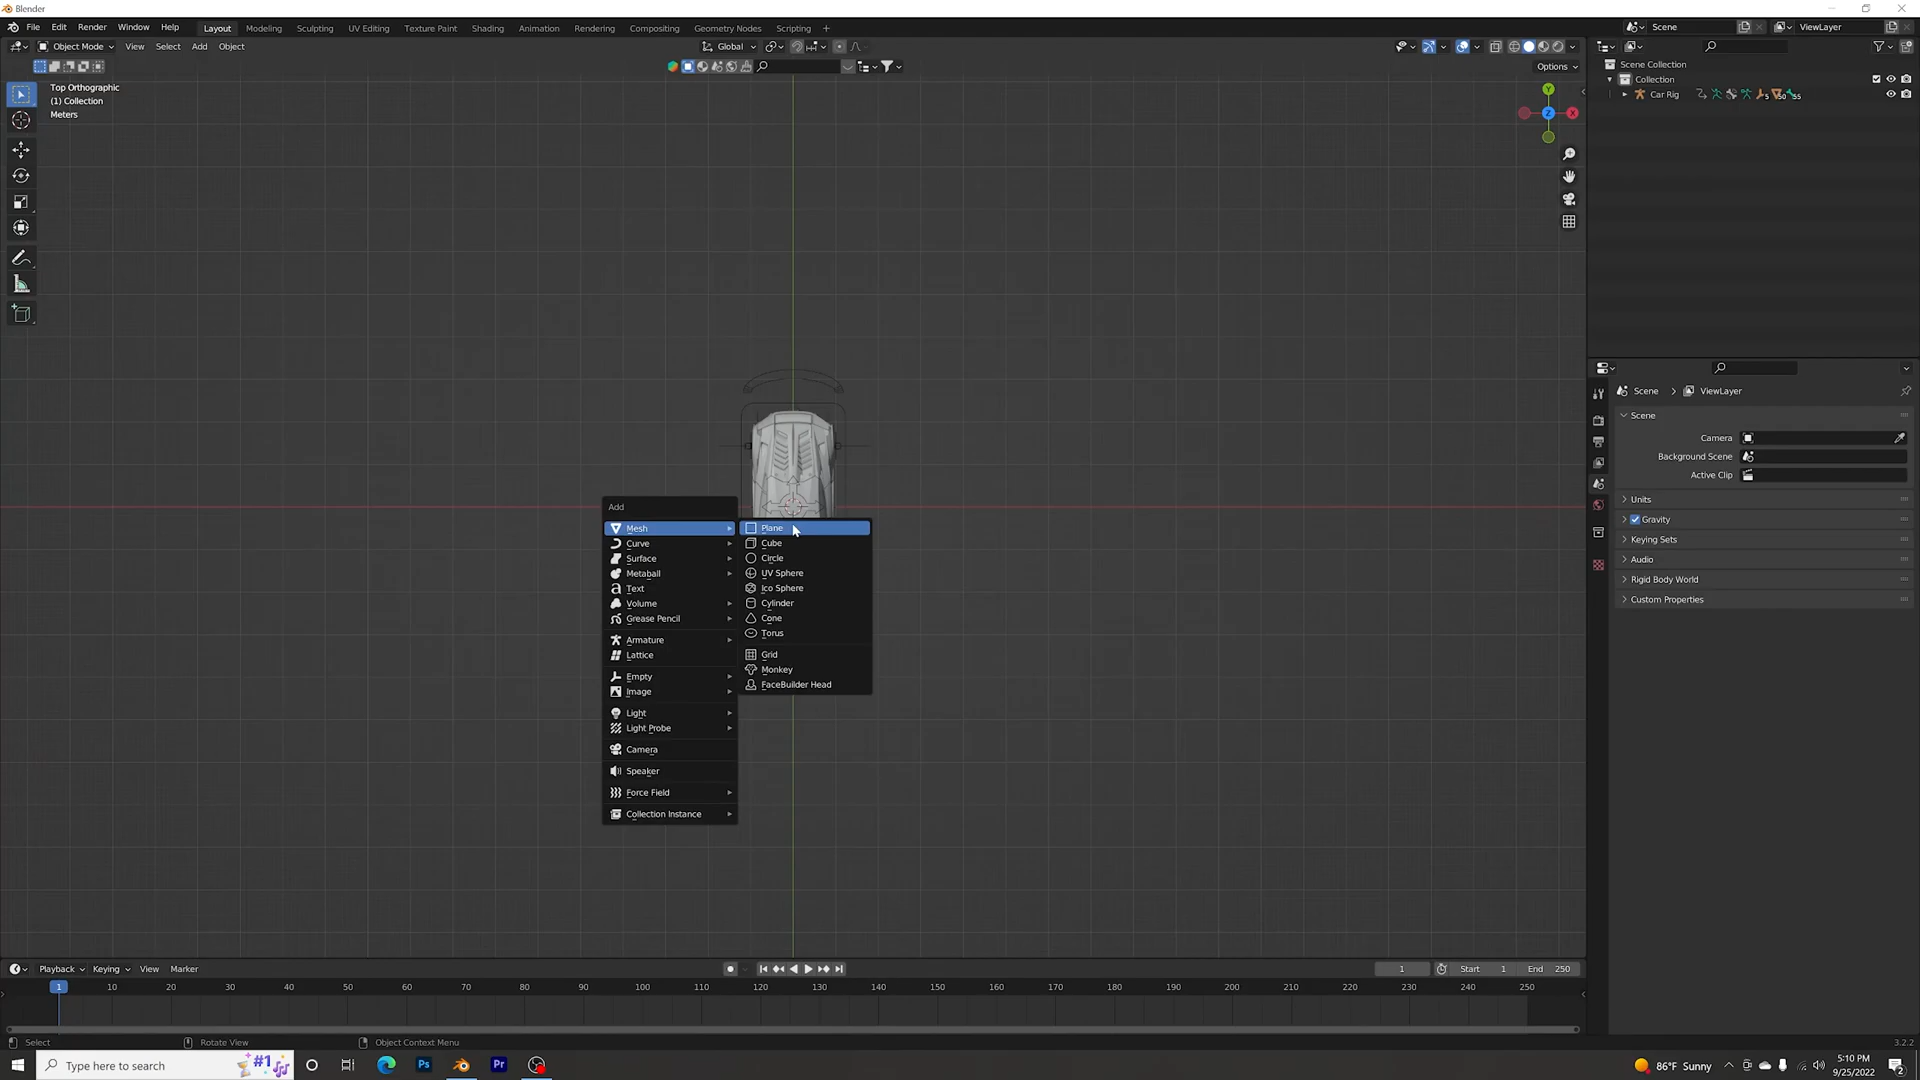 Blender
File Edit Render Window Help Layout Modeling Sculpting UV Editing Texture Paint Shading Animation Rendering Compositing Geometry Nodes Scripting + Scene ViewLayer
Object Mode View Select Add Object Global
Options
Top Orthographic
(1) Collection
Meters
Y
Z
X
Scene Collection
Collection
Car Rig 5 50 55
Scene > ViewLayer
Scene
Camera
Background Scene
Active Clip
Units
Gravity
Keying Sets
Audio
Rigid Body World
Custom Properties
Add
Mesh
Curve
Surface
Metaball
Text
Volume
Grease Pencil
Armature
Lattice
Empty
Image
Light
Light Probe
Camera
Speaker
Force Field
Collection Instance
Plane
Cube
Circle
UV Sphere
Ico Sphere
Cylinder
Cone
Torus
Grid
Monkey
FaceBuilder Head
Playback Keying View Marker 1 Start 1 End 250
1 10 20 30 40 50 60 70 80 90 100 110 120 130 140 150 160 170 180 190 200 210 220 230 240 250
Select Rotate View Object Context Menu 3.2.2
Type here to search #1 Ps Pr 86°F Sunny 5:10 PM
9/25/2022 2